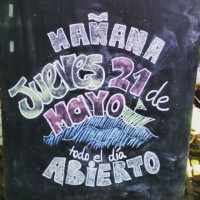 MAÑANA
JUEVES 21 de
MAYO
todo el día
ABIERTO